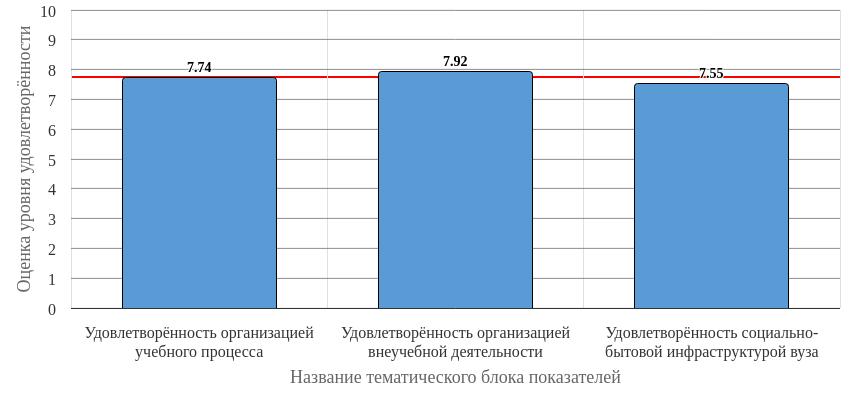 Оценка уровня удовлетворённости
10
9
8
7
6
5
4
3
2
1
0
7.74
7.92
7.55
Удовлетворённость организацией
учебного процесса
Удовлетворённость организацией
внеучебной деятельности
Удовлетворённость социально-
бытовой инфраструктурой вуза
Название тематического блока показателей